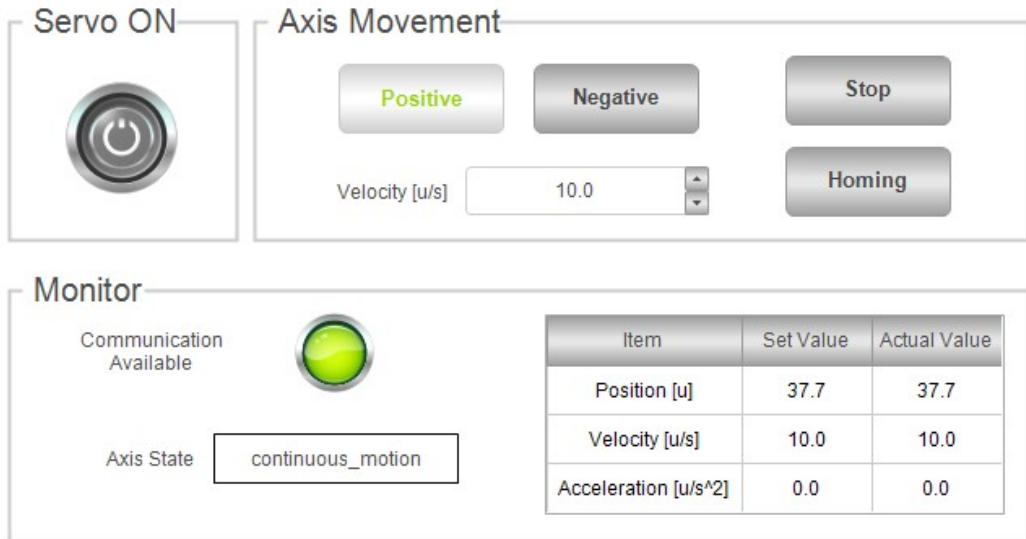 Servo ON
Axis Movement
Positive
Negative
Stop
Velocity [u/s]
10.0
Homing
Monitor
Communication
Available
Axis State
continuous_motion
Item Set Value Actual Value
Position [u] 37.7 37.7
Velocity [u/s] 10.0 10.0
Acceleration [u/s^2] 0.0 0.0